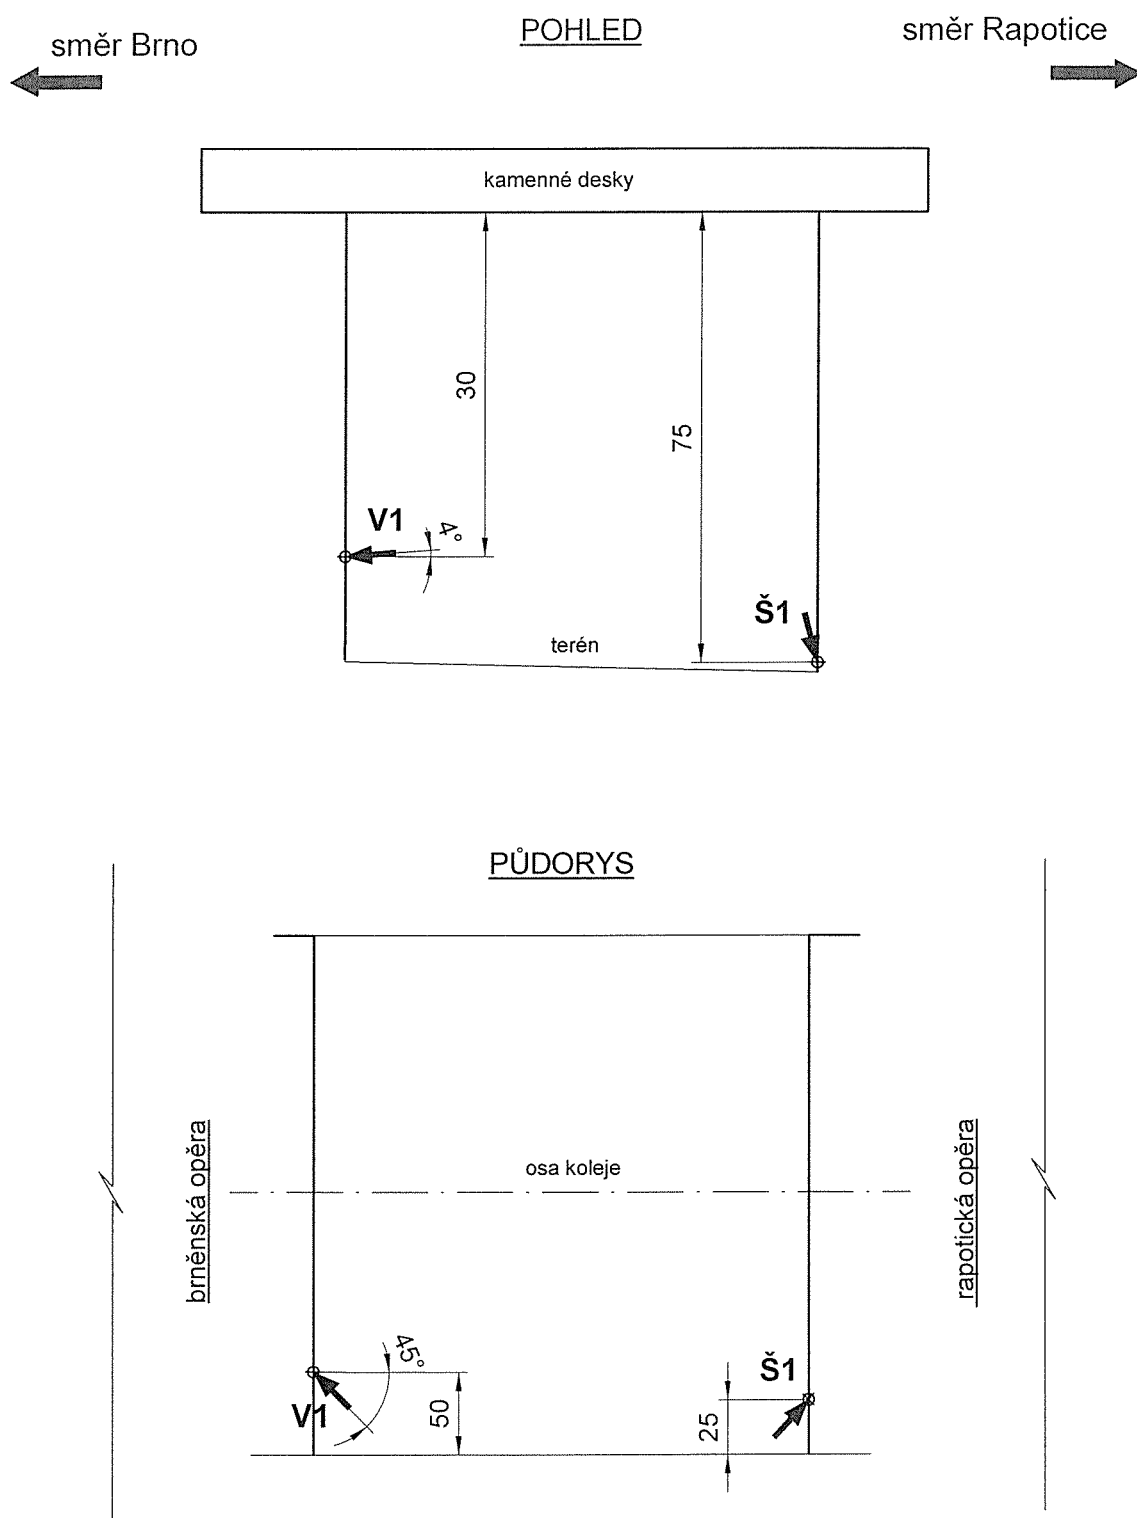 POHLED
směr Brno
směr Rapotice
kamenné desky
30
75
V1
4°
Š1
terén
PŮDORYS
brněnská opěra
osa koleje
rapotická opěra
45°
V1
50
Š1
25